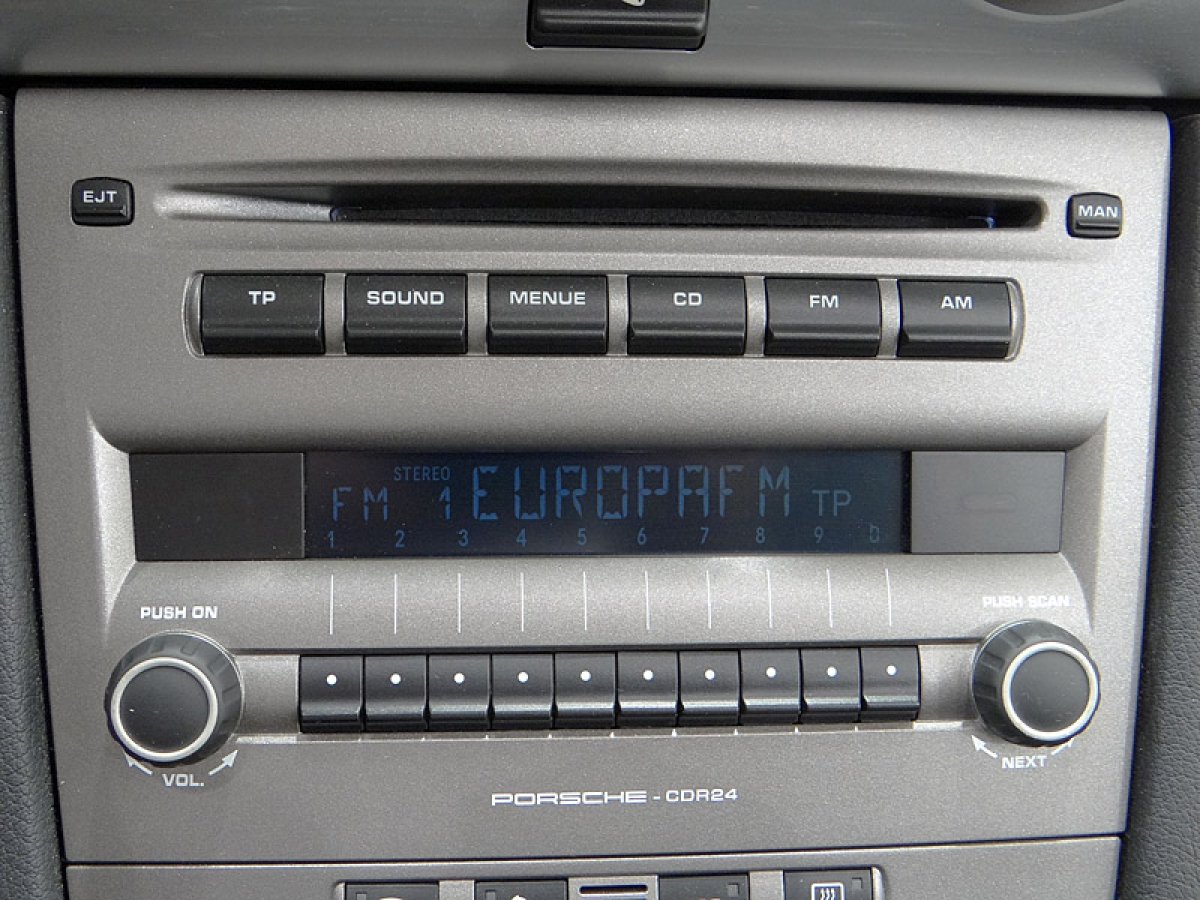 EJT
MAN
TP SOUND MENUE CD FM AM
STEREO
FM 1 EUROPAFM TP
1 2 3 4 5 6 7 8 9
PUSH ON
PUSH SCAN
VOL.
NEXT
PORSCHE - CDR24